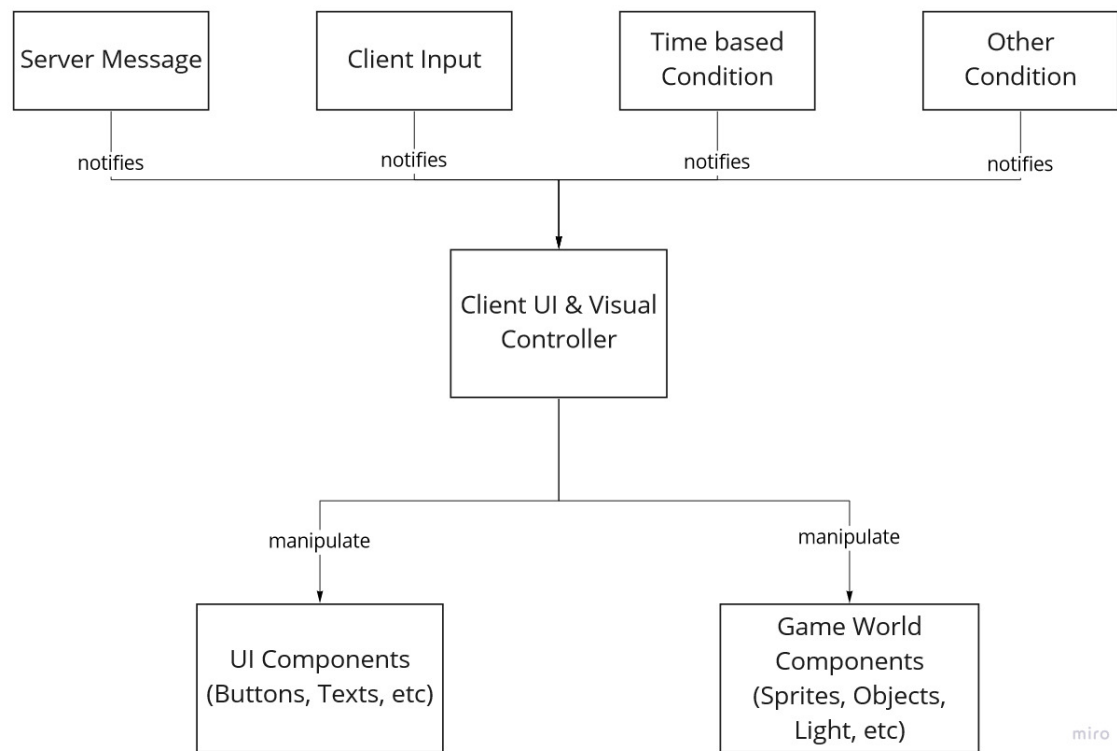 Server Message
Client Input
Time based
Condition
Other
Condition
notifies
notifies
notifies
notifies
Client UI & Visual
Controller
manipulate
manipulate
UI Components
(Buttons, Texts, etc)
Game World
Components
(Sprites, Objects,
Light, etc)
miro